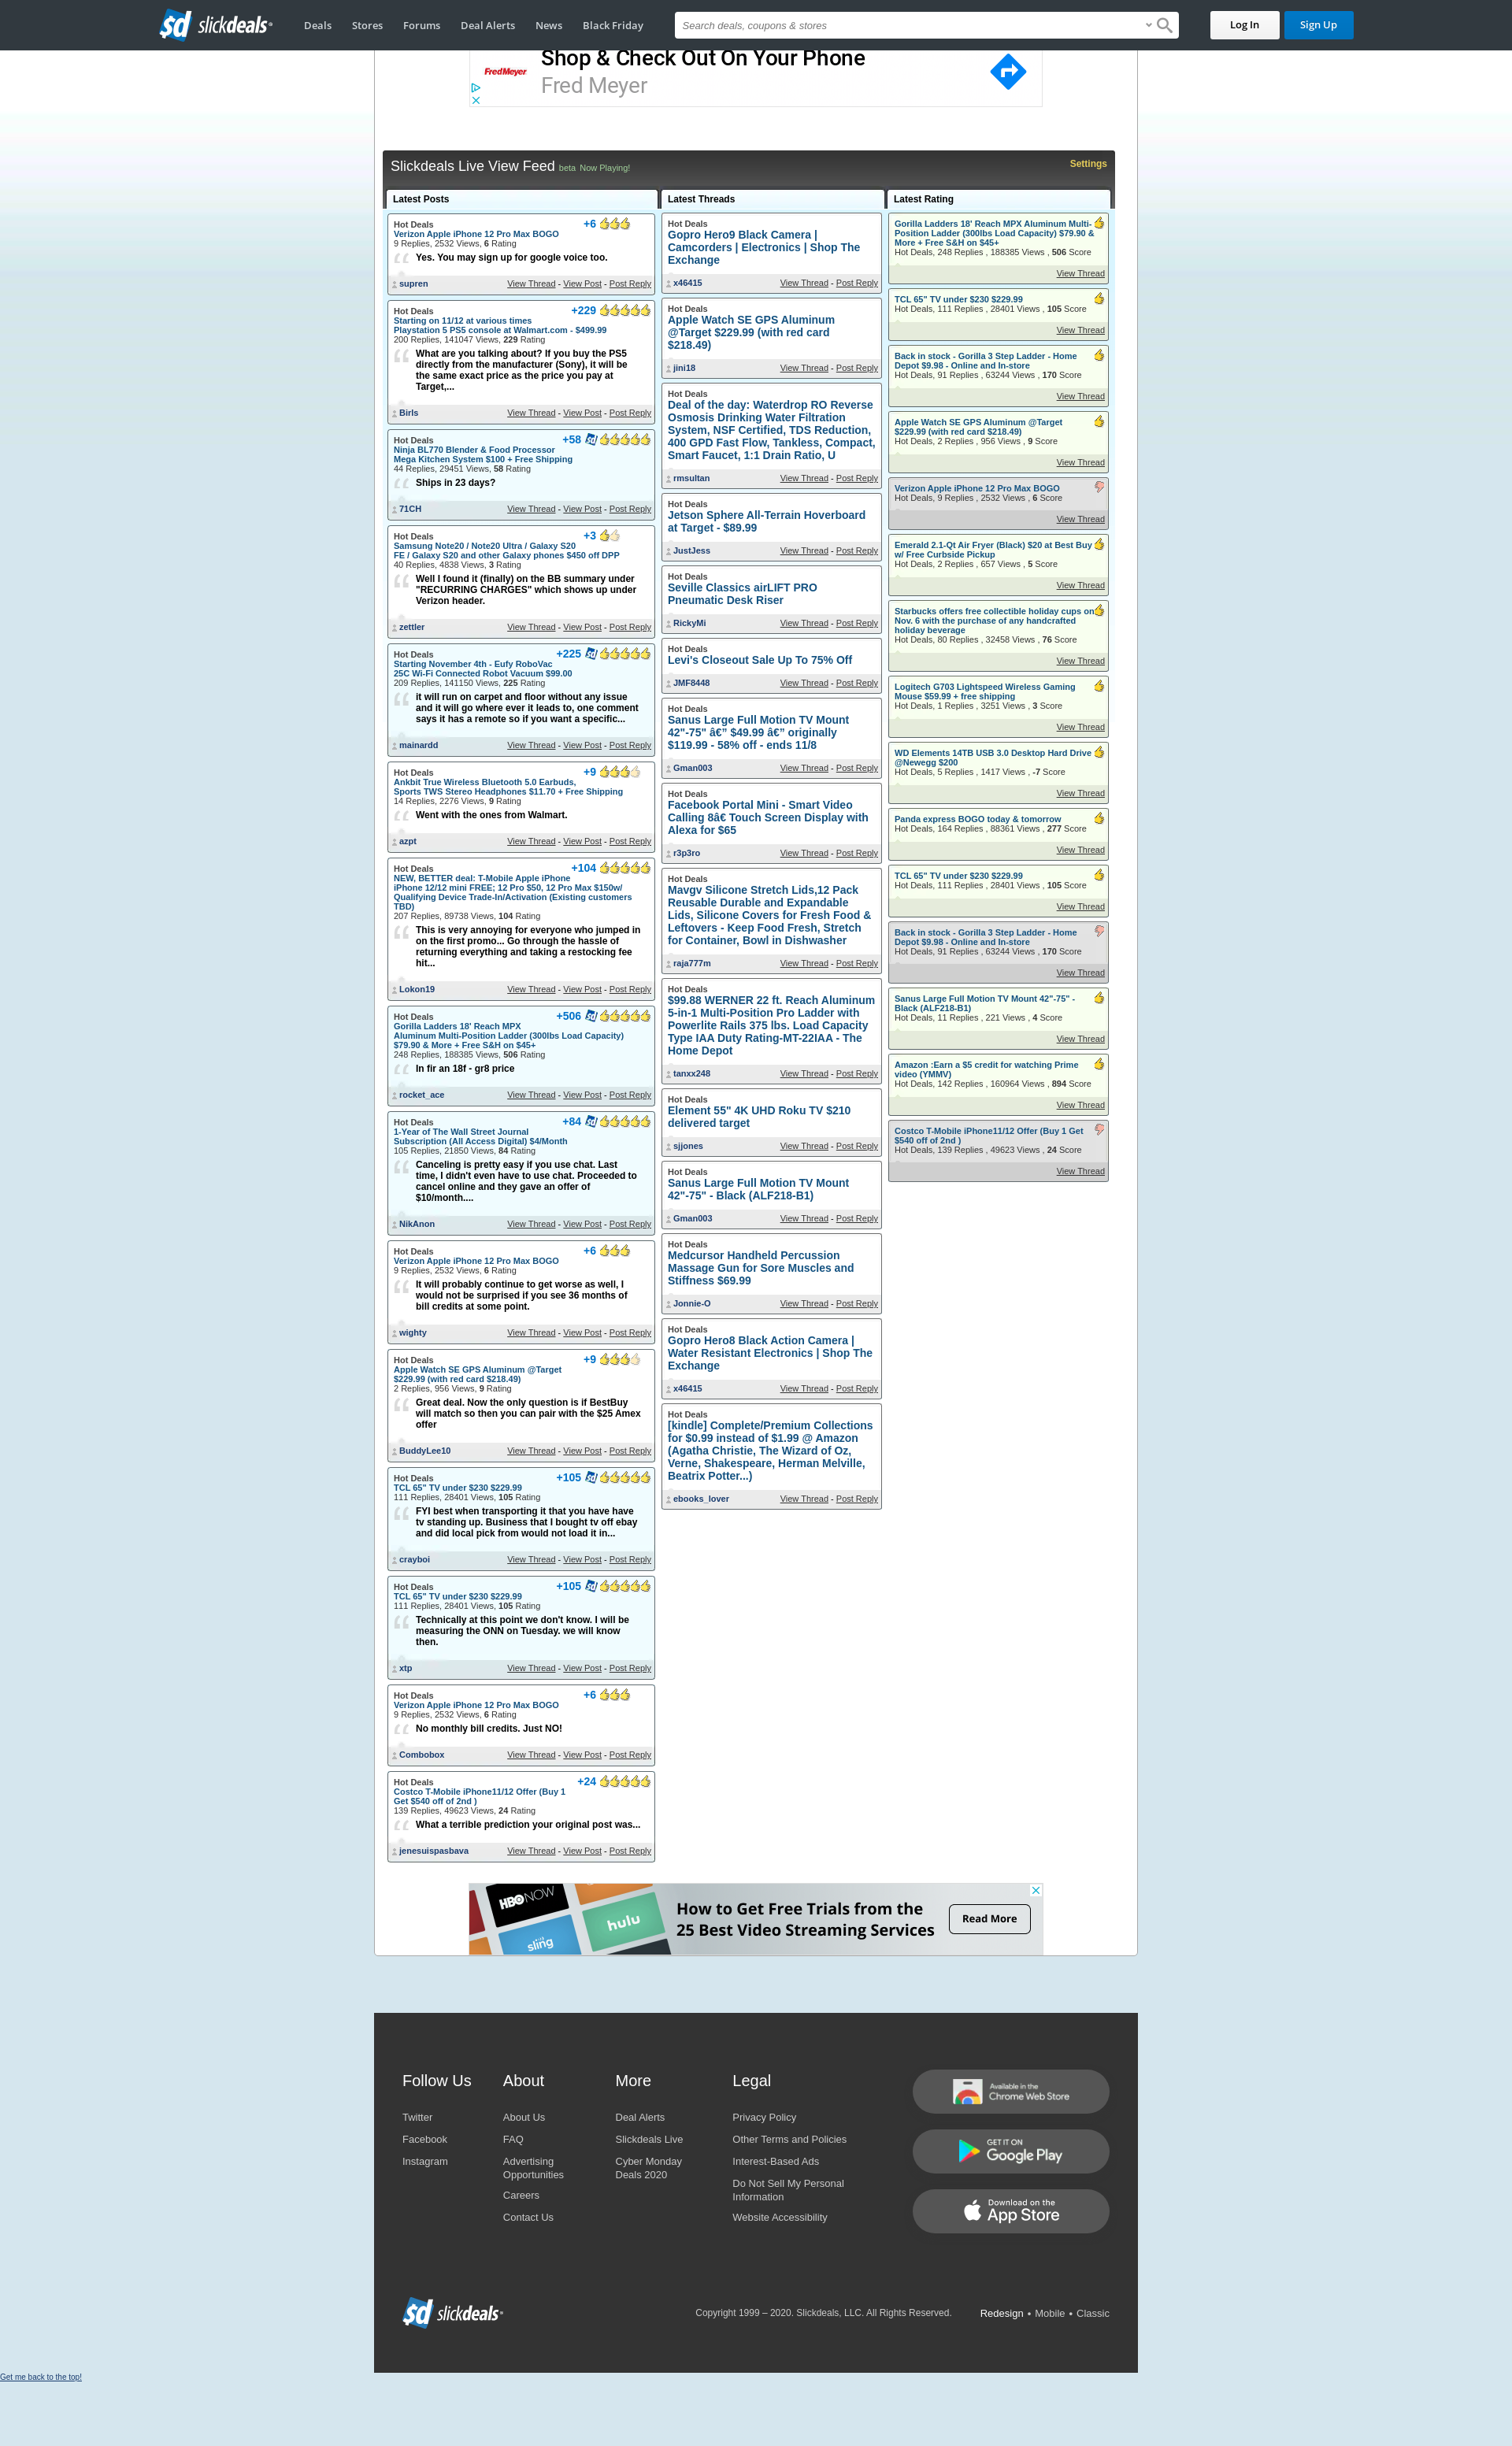 slickdeals
Deals
Stores
Forums
Deal Alerts
News
Black Friday
Search deals, coupons & stores
Log In
Sign Up
FredMeyer
Shop & Check Out On Your Phone
Fred Meyer
Slickdeals Live View Feed beta Now Playing!
Settings
Latest Posts
Hot Deals
+6
Verizon Apple iPhone 12 Pro Max BOGO
9 Replies, 2532 Views, 6 Rating
Yes. You may sign up for google voice too.
supren
View Thread - View Post - Post Reply
Hot Deals
+229
Starting on 11/12 at various times
Playstation 5 PS5 console at Walmart.com - $499.99
200 Replies, 141047 Views, 229 Rating
What are you talking about? If you buy the PS5
directly from the manufacturer (Sony), it will be
the same exact price as the price you pay at
Target,...
Birls
View Thread - View Post - Post Reply
Hot Deals
+58
Ninja BL770 Blender & Food Processor
Mega Kitchen System $100 + Free Shipping
44 Replies, 29451 Views, 58 Rating
Ships in 23 days?
71CH
View Thread - View Post - Post Reply
Hot Deals
+3
Samsung Note20 / Note20 Ultra / Galaxy S20
FE / Galaxy S20 and other Galaxy phones $450 off DPP
40 Replies, 4838 Views, 3 Rating
Well I found it (finally) on the BB summary under
"RECURRING CHARGES" which shows up under
Verizon header.
zettler
View Thread - View Post - Post Reply
Hot Deals
+225
Starting November 4th - Eufy RoboVac
25C Wi-Fi Connected Robot Vacuum $99.00
209 Replies, 141150 Views, 225 Rating
it will run on carpet and floor without any issue
and it will go where ever it leads to, one comment
says it has a remote so if you want a specific...
mainardd
View Thread - View Post - Post Reply
Hot Deals
+9
Ankbit True Wireless Bluetooth 5.0 Earbuds,
Sports TWS Stereo Headphones $11.70 + Free Shipping
14 Replies, 2276 Views, 9 Rating
Went with the ones from Walmart.
azpt
View Thread - View Post - Post Reply
Hot Deals
+104
NEW, BETTER deal: T-Mobile Apple iPhone
iPhone 12/12 mini FREE; 12 Pro $50, 12 Pro Max $150w/
Qualifying Device Trade-In/Activation (Existing customers
TBD)
207 Replies, 89738 Views, 104 Rating
This is very annoying for everyone who jumped in
on the first promo... Go through the hassle of
returning everything and taking a restocking fee
hit...
Lokon19
View Thread - View Post - Post Reply
Hot Deals
+506
Gorilla Ladders 18' Reach MPX
Aluminum Multi-Position Ladder (300lbs Load Capacity)
$79.90 & More + Free S&H on $45+
248 Replies, 188385 Views, 506 Rating
In fir an 18f - gr8 price
rocket_ace
View Thread - View Post - Post Reply
Hot Deals
+84
1-Year of The Wall Street Journal
Subscription (All Access Digital) $4/Month
105 Replies, 21850 Views, 84 Rating
Canceling is pretty easy if you use chat. Last
time, I didn't even have to use chat. Proceeded to
cancel online and they gave an offer of
$10/month....
NikAnon
View Thread - View Post - Post Reply
Hot Deals
+6
Verizon Apple iPhone 12 Pro Max BOGO
9 Replies, 2532 Views, 6 Rating
It will probably continue to get worse as well, I
would not be surprised if you see 36 months of
bill credits at some point.
wighty
View Thread - View Post - Post Reply
Hot Deals
+9
Apple Watch SE GPS Aluminum @Target
$229.99 (with red card $218.49)
2 Replies, 956 Views, 9 Rating
Great deal. Now the only question is if BestBuy
will match so then you can pair with the $25 Amex
offer
BuddyLee10
View Thread - View Post - Post Reply
Hot Deals
+105
TCL 65" TV under $230 $229.99
111 Replies, 28401 Views, 105 Rating
FYI best when transporting it that you have have
tv standing up. Business that I bought tv off ebay
and did local pick from would not load it in...
crayboi
View Thread - View Post - Post Reply
Hot Deals
+105
TCL 65" TV under $230 $229.99
111 Replies, 28401 Views, 105 Rating
Technically at this point we don't know. I will be
measuring the ONN on Tuesday. we will know
then.
xtp
View Thread - View Post - Post Reply
Hot Deals
+6
Verizon Apple iPhone 12 Pro Max BOGO
9 Replies, 2532 Views, 6 Rating
No monthly bill credits. Just NO!
Combobox
View Thread - View Post - Post Reply
Hot Deals
+24
Costco T-Mobile iPhone11/12 Offer (Buy 1
Get $540 off of 2nd )
139 Replies, 49623 Views, 24 Rating
What a terrible prediction your original post was...
jenesuispasbava
View Thread - View Post - Post Reply
Latest Threads
Hot Deals
Gopro Hero9 Black Camera |
Camcorders | Electronics | Shop The
Exchange
x46415
View Thread - Post Reply
Hot Deals
Apple Watch SE GPS Aluminum
@Target $229.99 (with red card
$218.49)
jini18
View Thread - Post Reply
Hot Deals
Deal of the day: Waterdrop RO Reverse
Osmosis Drinking Water Filtration
System, NSF Certified, TDS Reduction,
400 GPD Fast Flow, Tankless, Compact,
Smart Faucet, 1:1 Drain Ratio, U
rmsultan
View Thread - Post Reply
Hot Deals
Jetson Sphere All-Terrain Hoverboard
at Target - $89.99
JustJess
View Thread - Post Reply
Hot Deals
Seville Classics airLIFT PRO
Pneumatic Desk Riser
RickyMi
View Thread - Post Reply
Hot Deals
Levi's Closeout Sale Up To 75% Off
JMF8448
View Thread - Post Reply
Hot Deals
Sanus Large Full Motion TV Mount
42"-75" â€” $49.99 â€” originally
$119.99 - 58% off - ends 11/8
Gman003
View Thread - Post Reply
Hot Deals
Facebook Portal Mini - Smart Video
Calling 8â€ Touch Screen Display with
Alexa for $65
r3p3ro
View Thread - Post Reply
Hot Deals
Mavgv Silicone Stretch Lids,12 Pack
Reusable Durable and Expandable
Lids, Silicone Covers for Fresh Food &
Leftovers - Keep Food Fresh, Stretch
for Container, Bowl in Dishwasher
raja777m
View Thread - Post Reply
Hot Deals
$99.88 WERNER 22 ft. Reach Aluminum
5-in-1 Multi-Position Pro Ladder with
Powerlite Rails 375 lbs. Load Capacity
Type IAA Duty Rating-MT-22IAA - The
Home Depot
tanxx248
View Thread - Post Reply
Hot Deals
Element 55" 4K UHD Roku TV $210
delivered target
sjjones
View Thread - Post Reply
Hot Deals
Sanus Large Full Motion TV Mount
42"-75" - Black (ALF218-B1)
Gman003
View Thread - Post Reply
Hot Deals
Medcursor Handheld Percussion
Massage Gun for Sore Muscles and
Stiffness $69.99
Jonnie-O
View Thread - Post Reply
Hot Deals
Gopro Hero8 Black Action Camera |
Water Resistant Electronics | Shop The
Exchange
x46415
View Thread - Post Reply
Hot Deals
[kindle] Complete/Premium Collections
for $0.99 instead of $1.99 @ Amazon
(Agatha Christie, The Wizard of Oz,
Verne, Shakespeare, Herman Melville,
Beatrix Potter...)
ebooks_lover
View Thread - Post Reply
Latest Rating
Gorilla Ladders 18' Reach MPX Aluminum Multi-
Position Ladder (300lbs Load Capacity) $79.90 &
More + Free S&H on $45+
Hot Deals, 248 Replies , 188385 Views , 506 Score
View Thread
TCL 65" TV under $230 $229.99
Hot Deals, 111 Replies , 28401 Views , 105 Score
View Thread
Back in stock - Gorilla 3 Step Ladder - Home
Depot $9.98 - Online and In-store
Hot Deals, 91 Replies , 63244 Views , 170 Score
View Thread
Apple Watch SE GPS Aluminum @Target
$229.99 (with red card $218.49)
Hot Deals, 2 Replies , 956 Views , 9 Score
View Thread
Verizon Apple iPhone 12 Pro Max BOGO
Hot Deals, 9 Replies , 2532 Views , 6 Score
View Thread
Emerald 2.1-Qt Air Fryer (Black) $20 at Best Buy
w/ Free Curbside Pickup
Hot Deals, 2 Replies , 657 Views , 5 Score
View Thread
Starbucks offers free collectible holiday cups on
Nov. 6 with the purchase of any handcrafted
holiday beverage
Hot Deals, 80 Replies , 32458 Views , 76 Score
View Thread
Logitech G703 Lightspeed Wireless Gaming
Mouse $59.99 + free shipping
Hot Deals, 1 Replies , 3251 Views , 3 Score
View Thread
WD Elements 14TB USB 3.0 Desktop Hard Drive
@Newegg $200
Hot Deals, 5 Replies , 1417 Views , -7 Score
View Thread
Panda express BOGO today & tomorrow
Hot Deals, 164 Replies , 88361 Views , 277 Score
View Thread
TCL 65" TV under $230 $229.99
Hot Deals, 111 Replies , 28401 Views , 105 Score
View Thread
Back in stock - Gorilla 3 Step Ladder - Home
Depot $9.98 - Online and In-store
Hot Deals, 91 Replies , 63244 Views , 170 Score
View Thread
Sanus Large Full Motion TV Mount 42"-75" -
Black (ALF218-B1)
Hot Deals, 11 Replies , 221 Views , 4 Score
View Thread
Amazon :Earn a $5 credit for watching Prime
video (YMMV)
Hot Deals, 142 Replies , 160964 Views , 894 Score
View Thread
Costco T-Mobile iPhone11/12 Offer (Buy 1 Get
$540 off of 2nd )
Hot Deals, 139 Replies , 49623 Views , 24 Score
View Thread
HBO NOW
hulu
sling
How to Get Free Trials from the
25 Best Video Streaming Services
Read More
Follow Us
Twitter
Facebook
Instagram
About
About Us
FAQ
Advertising
Opportunities
Careers
Contact Us
More
Deal Alerts
Slickdeals Live
Cyber Monday
Deals 2020
Legal
Privacy Policy
Other Terms and Policies
Interest-Based Ads
Do Not Sell My Personal
Information
Website Accessibility
Available in the
Chrome Web Store
GET IT ON
Google Play
Download on the
App Store
slickdeals
Copyright 1999 – 2020. Slickdeals, LLC. All Rights Reserved.
Redesign • Mobile • Classic
Get me back to the top!